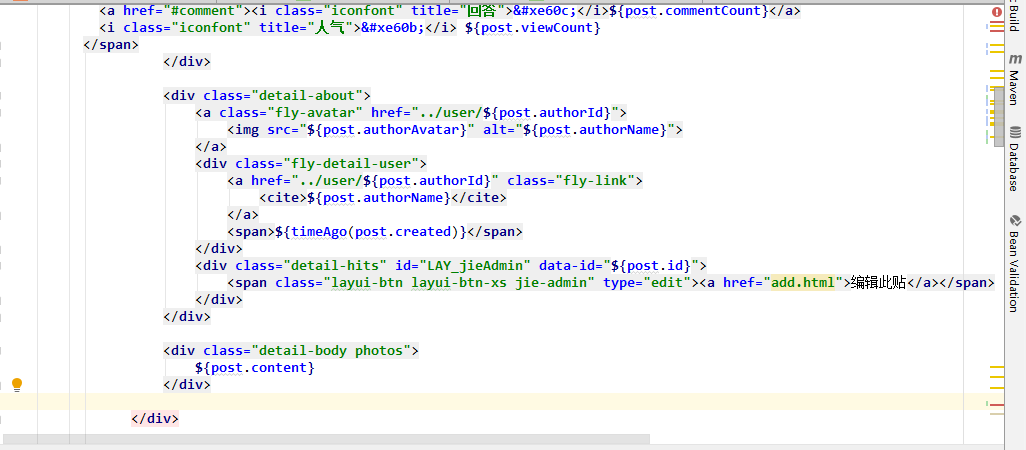 <a href="#comment"><i class="iconfont" title="回答">&#xe60c;</i>${post.commentCount}</a>
<i class="iconfont" title="人气">&#xe60b;</i> ${post.viewCount}
</span>
</div>
<div class="detail-about">
<a class="fly-avatar" href="../user/${post.authorId}">
<img src="${post.authorAvatar}" alt="${post.authorName}">
</a>
<div class="fly-detail-user">
<a href="../user/${post.authorId}" class="fly-link">
<cite>${post.authorName}</cite>
</a>
<span>${timeAgo(post.created)}</span>
</div>
<div class="detail-hits" id="LAY_jieAdmin" data-id="${post.id}">
<span class="layui-btn layui-btn-xs jie-admin" type="edit"><a href="add.html">编辑此贴</a></span>
</div>
</div>
<div class="detail-body photos">
${post.content}
</div>
</div>
Build
m Maven
Database
Bean Validation